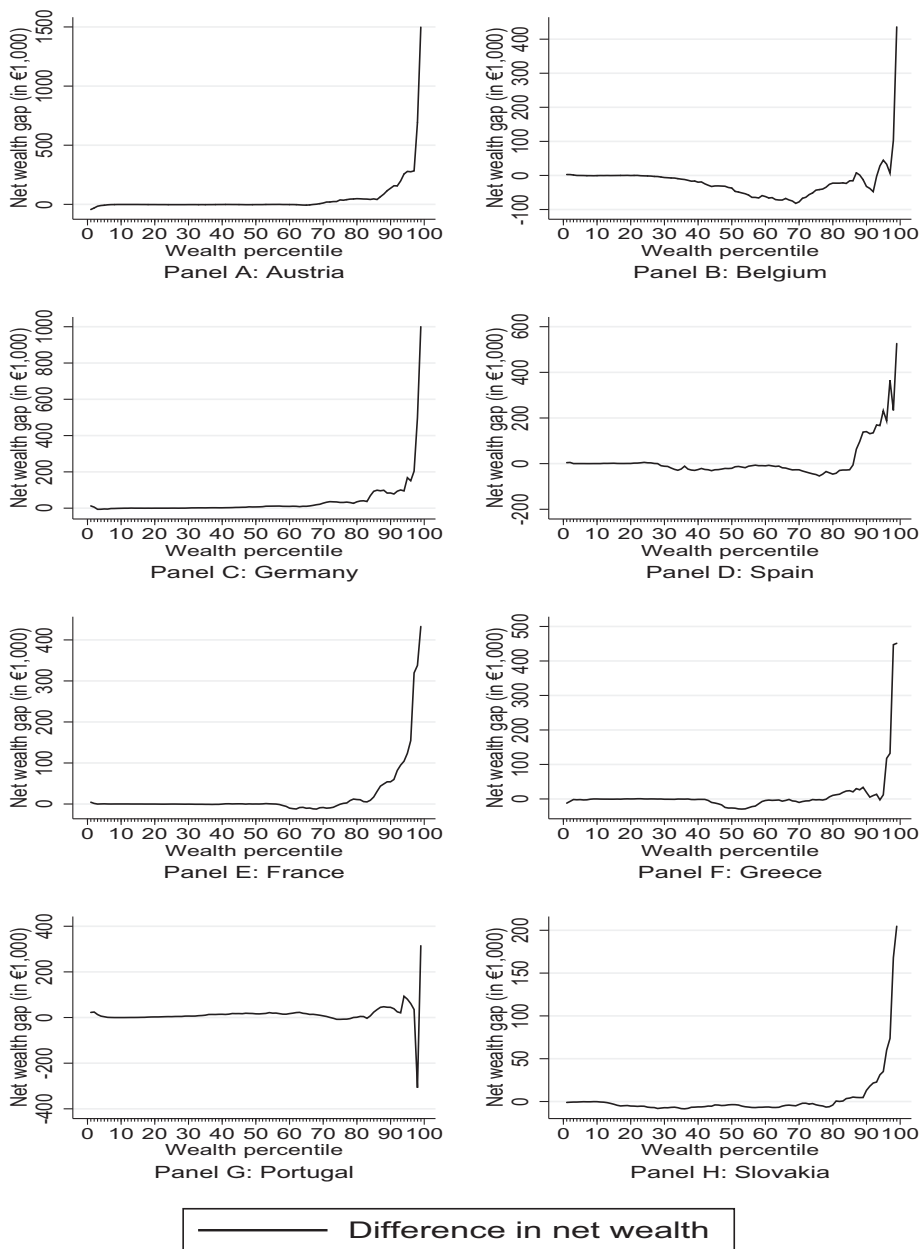 Net wealth gap (in €1,000)
1500
1000
500
0
0 10 20 30 40 50 60 70 80 90 100
Wealth percentile
Panel A: Austria
Net wealth gap (in €1,000)
400
300
200
100
0
-100
0 10 20 30 40 50 60 70 80 90 100
Wealth percentile
Panel B: Belgium
Net wealth gap (in €1,000)
1000
800
600
400
200
0
0 10 20 30 40 50 60 70 80 90 100
Wealth percentile
Panel C: Germany
Net wealth gap (in €1,000)
600
400
200
0
-200
0 10 20 30 40 50 60 70 80 90 100
Wealth percentile
Panel D: Spain
Net wealth gap (in €1,000)
400
300
200
100
0
0 10 20 30 40 50 60 70 80 90 100
Wealth percentile
Panel E: France
Net wealth gap (in €1,000)
500
400
300
200
100
0
0 10 20 30 40 50 60 70 80 90 100
Wealth percentile
Panel F: Greece
Net wealth gap (in €1,000)
400
200
0
-200
-400
0 10 20 30 40 50 60 70 80 90 100
Wealth percentile
Panel G: Portugal
Net wealth gap (in €1,000)
200
150
100
50
0
0 10 20 30 40 50 60 70 80 90 100
Wealth percentile
Panel H: Slovakia
Difference in net wealth